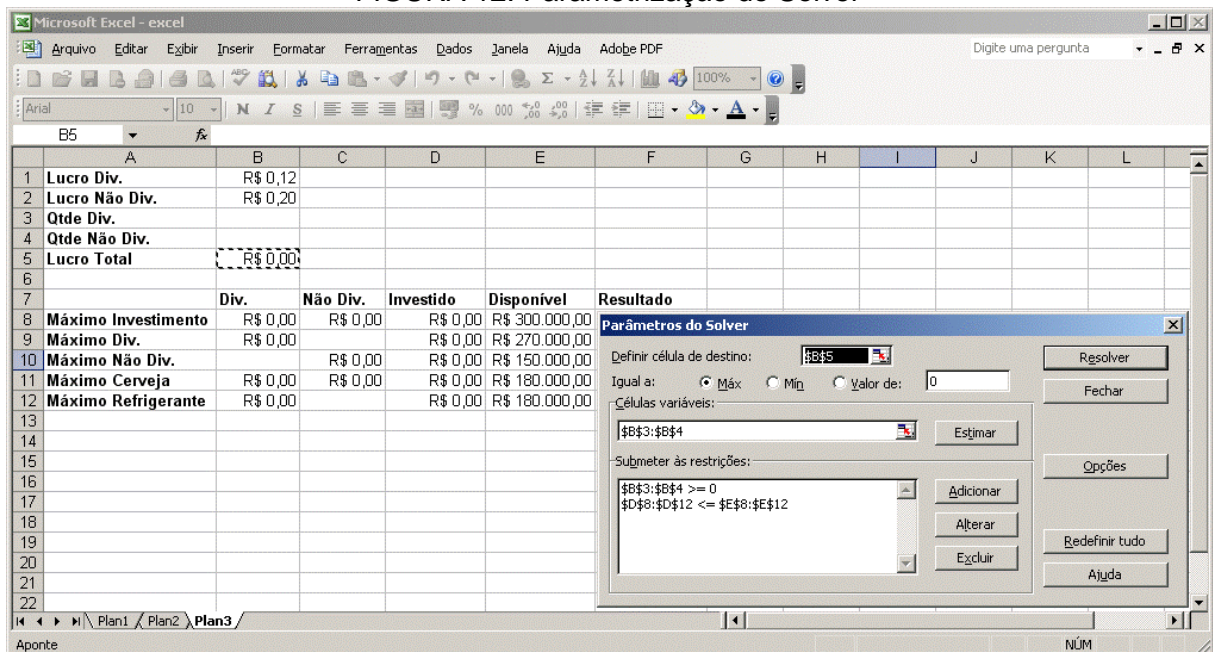 FIGURA 12: Parametrização do Solver
Microsoft Excel - excel
Arquivo Editar Exibir Inserir Formatar Ferramentas Dados Janela Ajuda Adobe PDF Digite uma pergunta
100%
Arial 10 N I S % 000
B5 fx
A B C D E F G H I J K L
1 Lucro Div. R$ 0,12
2 Lucro Não Div. R$ 0,20
3 Qtde Div.
4 Qtde Não Div.
5 Lucro Total R$ 0,00
6
7 Div. Não Div. Investido Disponível Resultado
8 Máximo Investimento R$ 0,00 R$ 0,00 R$ 0,00 R$ 300.000,00
9 Máximo Div. R$ 0,00 R$ 0,00 R$ 270.000,00
10 Máximo Não Div. R$ 0,00 R$ 0,00 R$ 150.000,00
11 Máximo Cerveja R$ 0,00 R$ 0,00 R$ 0,00 R$ 180.000,00
12 Máximo Refrigerante R$ 0,00 R$ 0,00 R$ 180.000,00
13
14
15
16
17
18
19
20
21
22
Parâmetros do Solver
Definir célula de destino: $B$5 Resolver
Igual a: Máx Mín Valor de: 0 Fechar
Células variáveis:
$B$3:$B$4 Estimar
Submeter às restrições: Opções
$B$3:$B$4 >= 0 Adicionar
$D$8:$D$12 <= $E$8:$E$12
Alterar
Redefinir tudo
Excluir
Ajuda
Plan1 Plan2 Plan3
Aponte NÚM